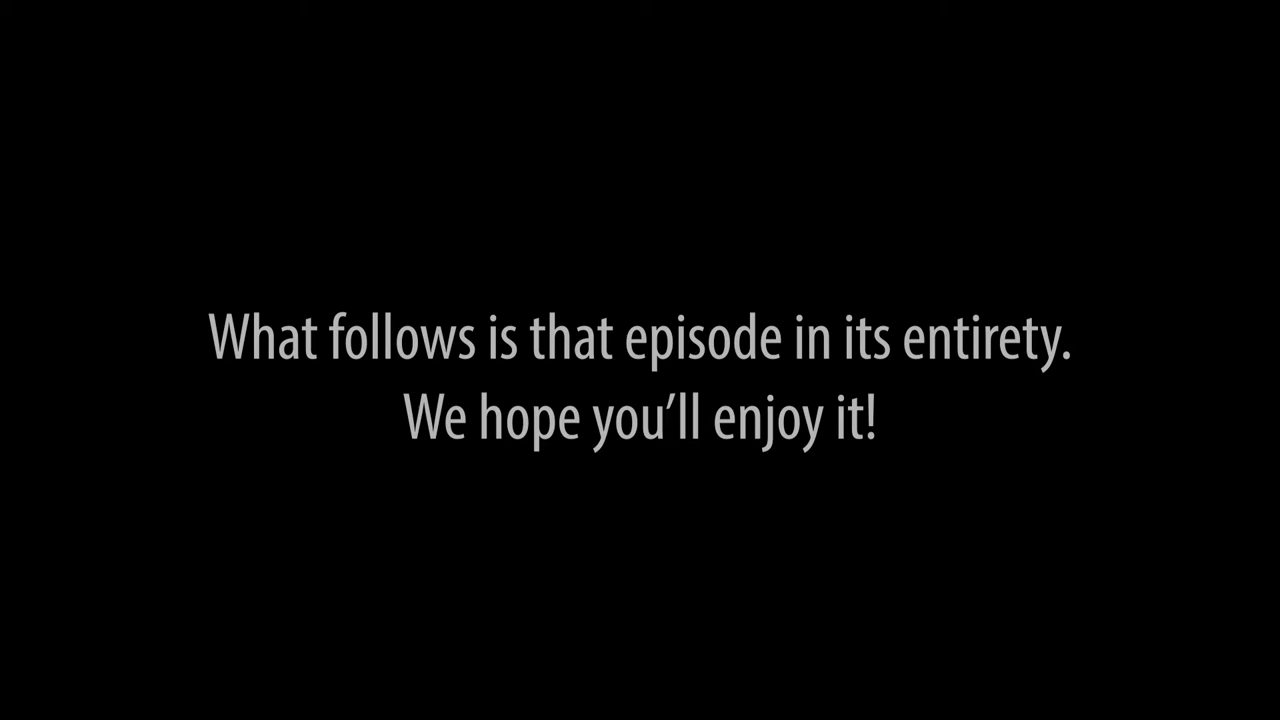 What follows is that episode in its entirety.
We hope you’ll enjoy it!